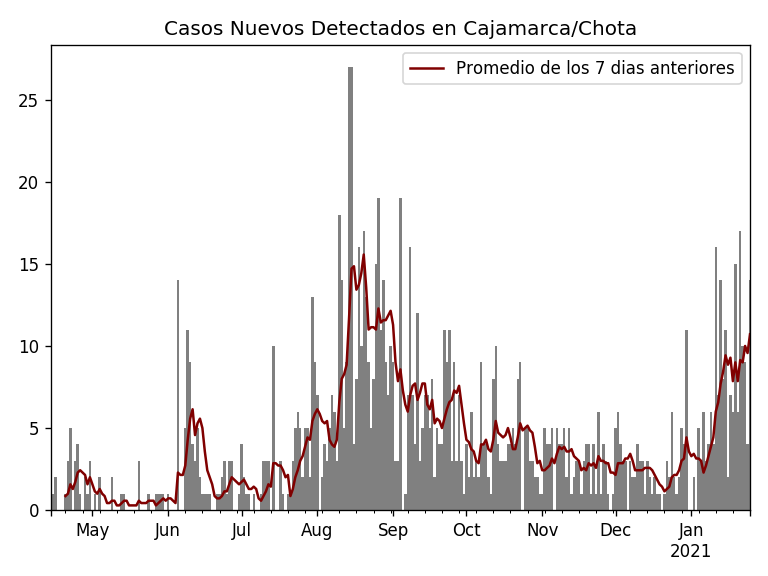 Casos Nuevos Detectados en Cajamarca/Chota
Promedio de los 7 dias anteriores
25
20
15
10
5
0
May Jun Jul Aug Sep Oct Nov Dec Jan
2021